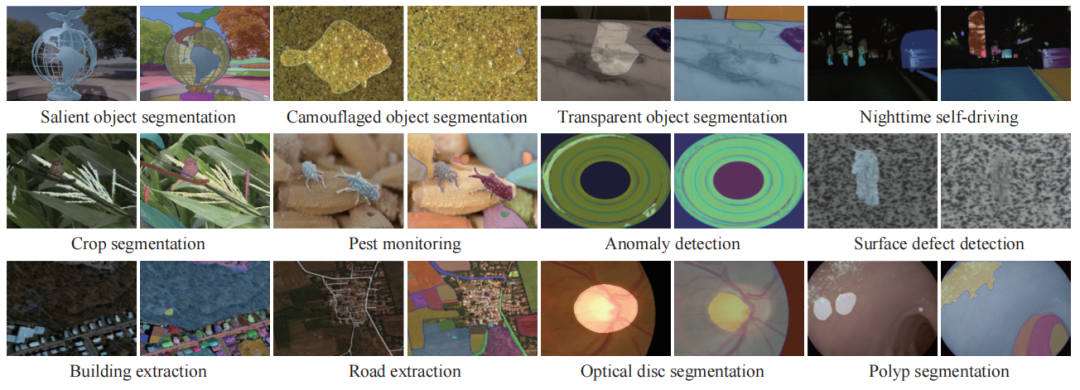 Salient object segmentation
Camouflaged object segmentation
Transparent object segmentation
Nighttime self-driving
Crop segmentation
Pest monitoring
Anomaly detection
Surface defect detection
Building extraction
Road extraction
Optical disc segmentation
Polyp segmentation